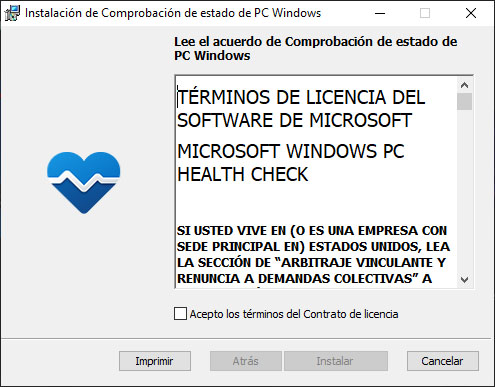 Instalación de Comprobación de estado de PC Windows
Lee el acuerdo de Comprobación de estado de
PC Windows
TÉRMINOS DE LICENCIA DEL
SOFTWARE DE MICROSOFT
MICROSOFT WINDOWS PC
HEALTH CHECK
SI USTED VIVE EN (O ES UNA EMPRESA CON
SEDE PRINCIPAL EN) ESTADOS UNIDOS, LEA
LA SECCIÓN DE “ARBITRAJE VINCULANTE Y
RENUNCIA A DEMANDAS COLECTIVAS” A
Acepto los términos del Contrato de licencia
Imprimir Atrás Instalar Cancelar